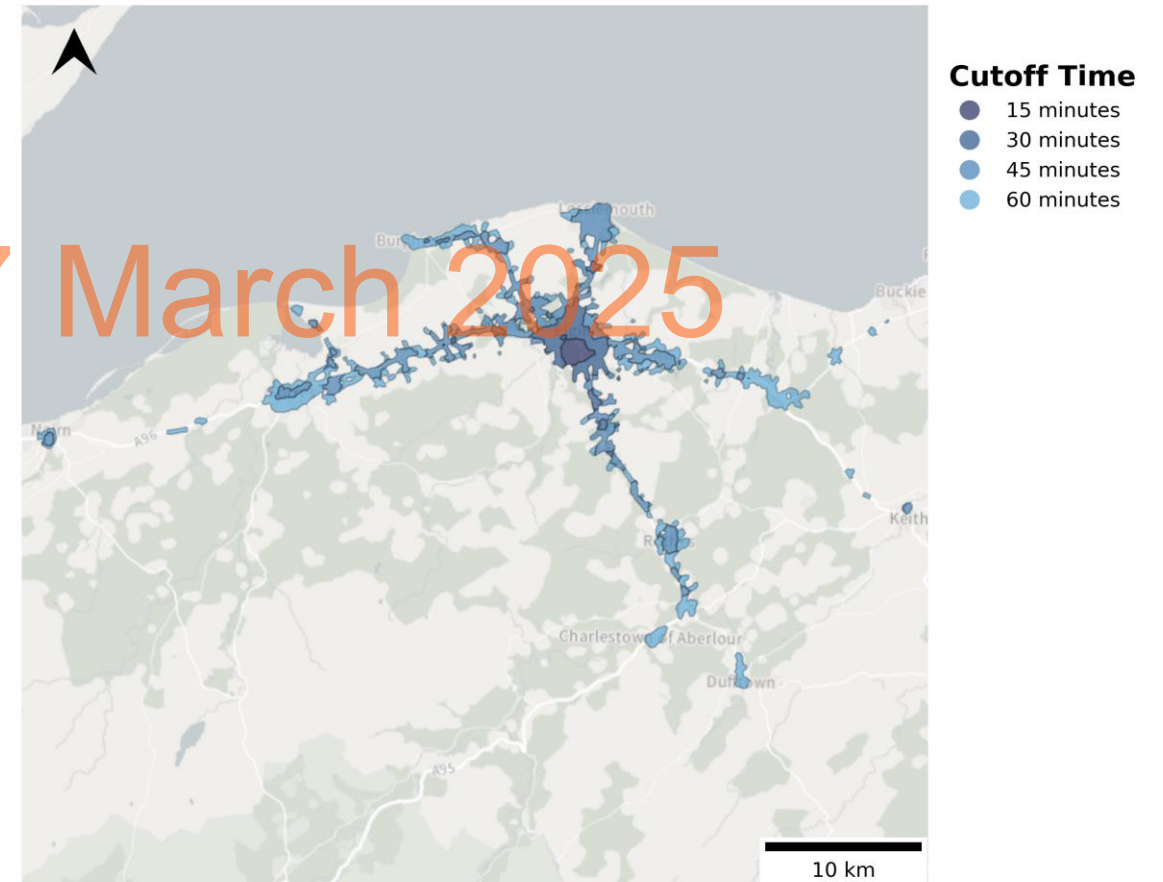 Cutoff Time
15 minutes
30 minutes
45 minutes
60 minutes
7 March 2025
Buckie
Nairn
A96
Keith
Charlestown of Aberlour
Dufftown
A95
10 km